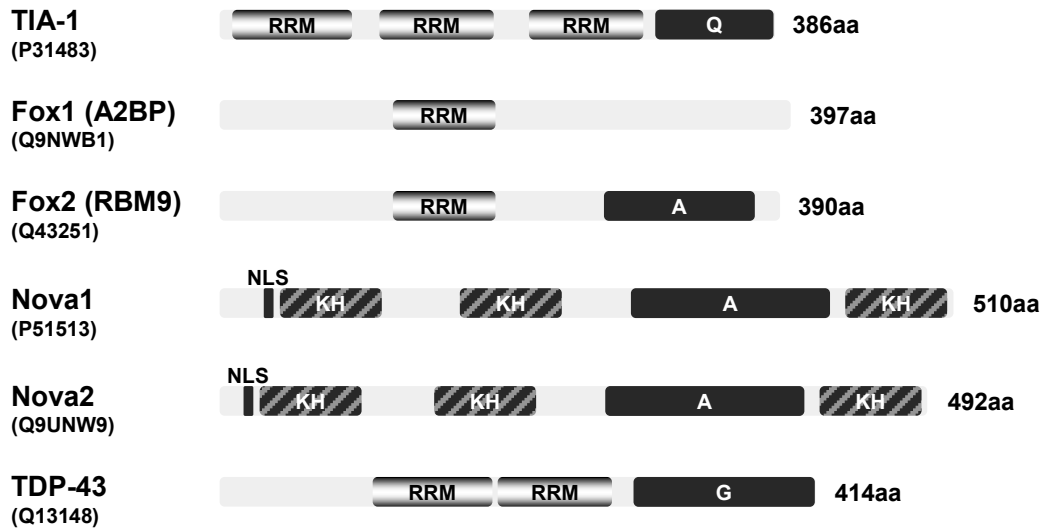 TIA-1 RRM RRM RRM Q 386aa
(P31483)
Fox1 (A2BP) RRM 397aa
(Q9NWB1)
Fox2 (RBM9) RRM A 390aa
(Q43251)
NLS
Nova1 KH KH A KH 510aa
(P51513)
NLS
Nova2 KH KH A KH 492aa
(Q9UNW9)
TDP-43 RRM RRM G 414aa
(Q13148)